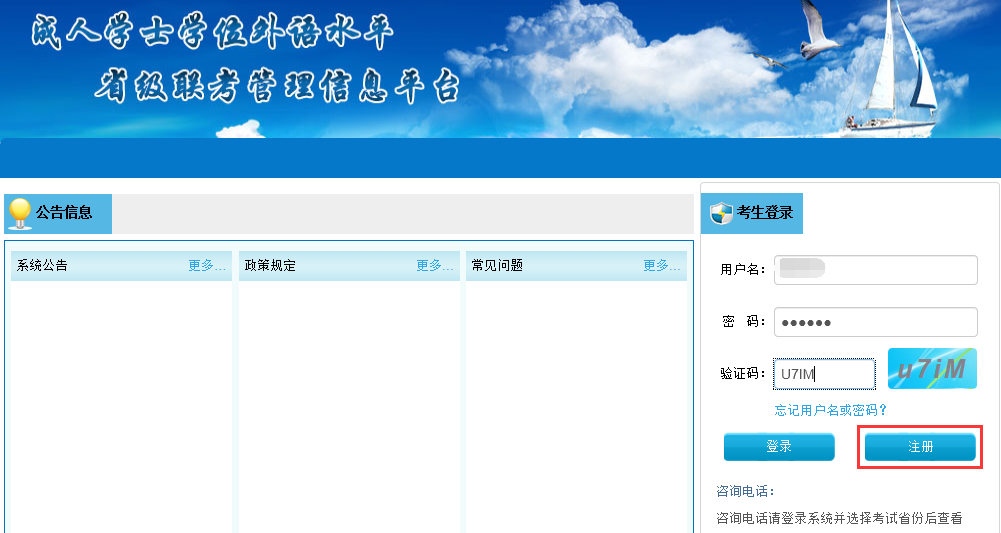 成人学士学位外语水平
省级联考管理信息平台
公告信息
系统公告 更多...
政策规定 更多...
常见问题 更多...
考生登录
用户名：
密 码： ●●●●●●
验证码： U7IM u7iM
忘记用户名或密码？
登录 注册
咨询电话：
咨询电话请登录系统并选择考试省份后查看